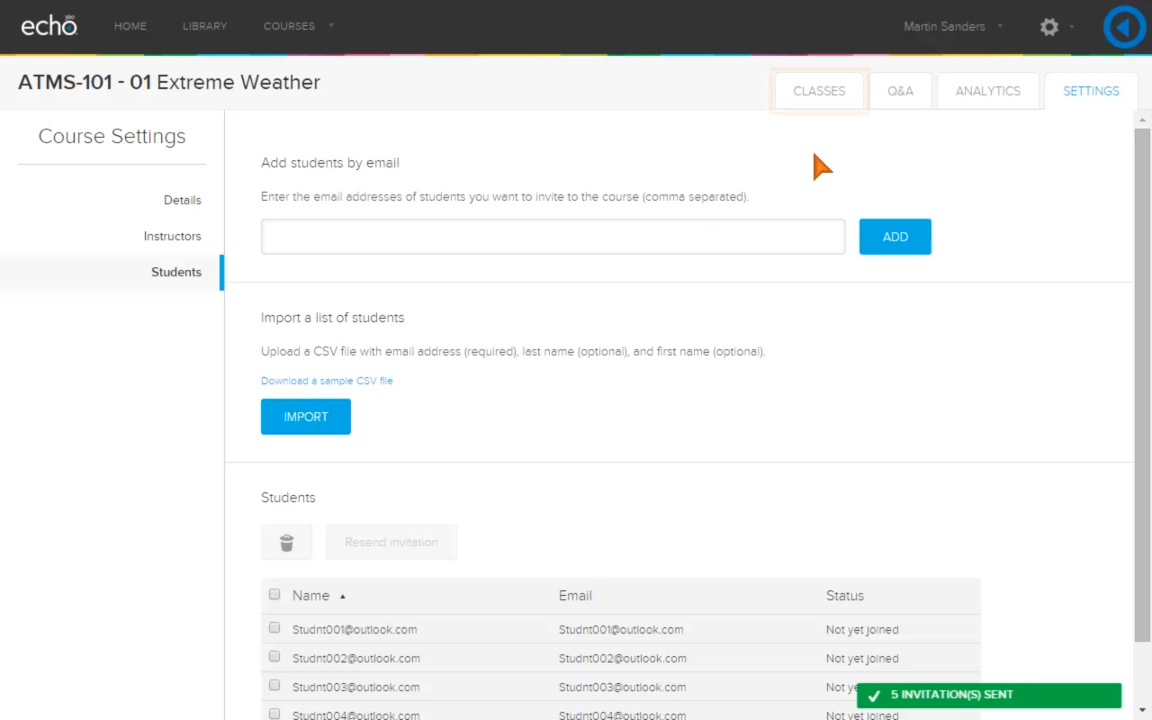 echo360 HOME LIBRARY COURSES Martin Sanders
ATMS-101 - 01 Extreme Weather
CLASSES Q&A ANALYTICS SETTINGS
Course Settings
Details
Instructors
Students
Add students by email
Enter the email addresses of students you want to invite to the course (comma separated).
ADD
Import a list of students
Upload a CSV file with email address (required), last name (optional), and first name (optional).
Download a sample CSV file
IMPORT
Students
Resend invitation
Name Email Status
Studnt001@outlook.com Studnt001@outlook.com Not yet joined
Studnt002@outlook.com Studnt002@outlook.com Not yet joined
Studnt003@outlook.com Studnt003@outlook.com Not ye
5 INVITATION(S) SENT
Studnt004@outlook.com Studnt004@outlook.com Not yet joined